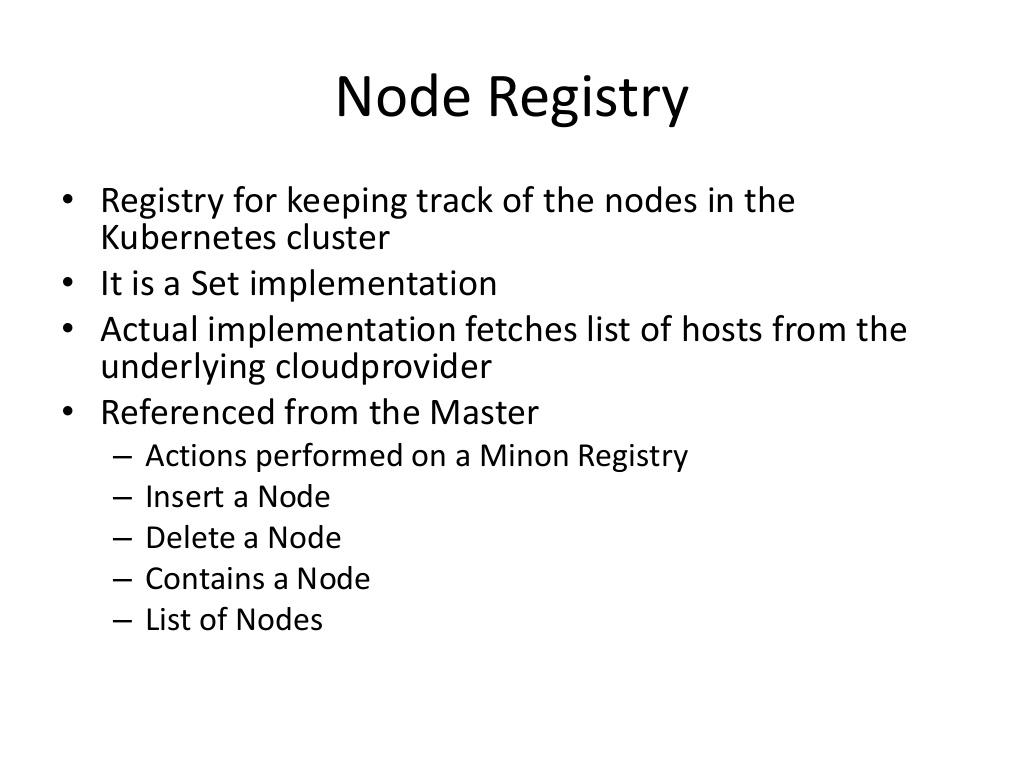 Node Registry
• Registry for keeping track of the nodes in the
Kubernetes cluster
• It is a Set implementation
• Actual implementation fetches list of hosts from the
underlying cloudprovider
• Referenced from the Master
– Actions performed on a Minon Registry
– Insert a Node
– Delete a Node
– Contains a Node
– List of Nodes